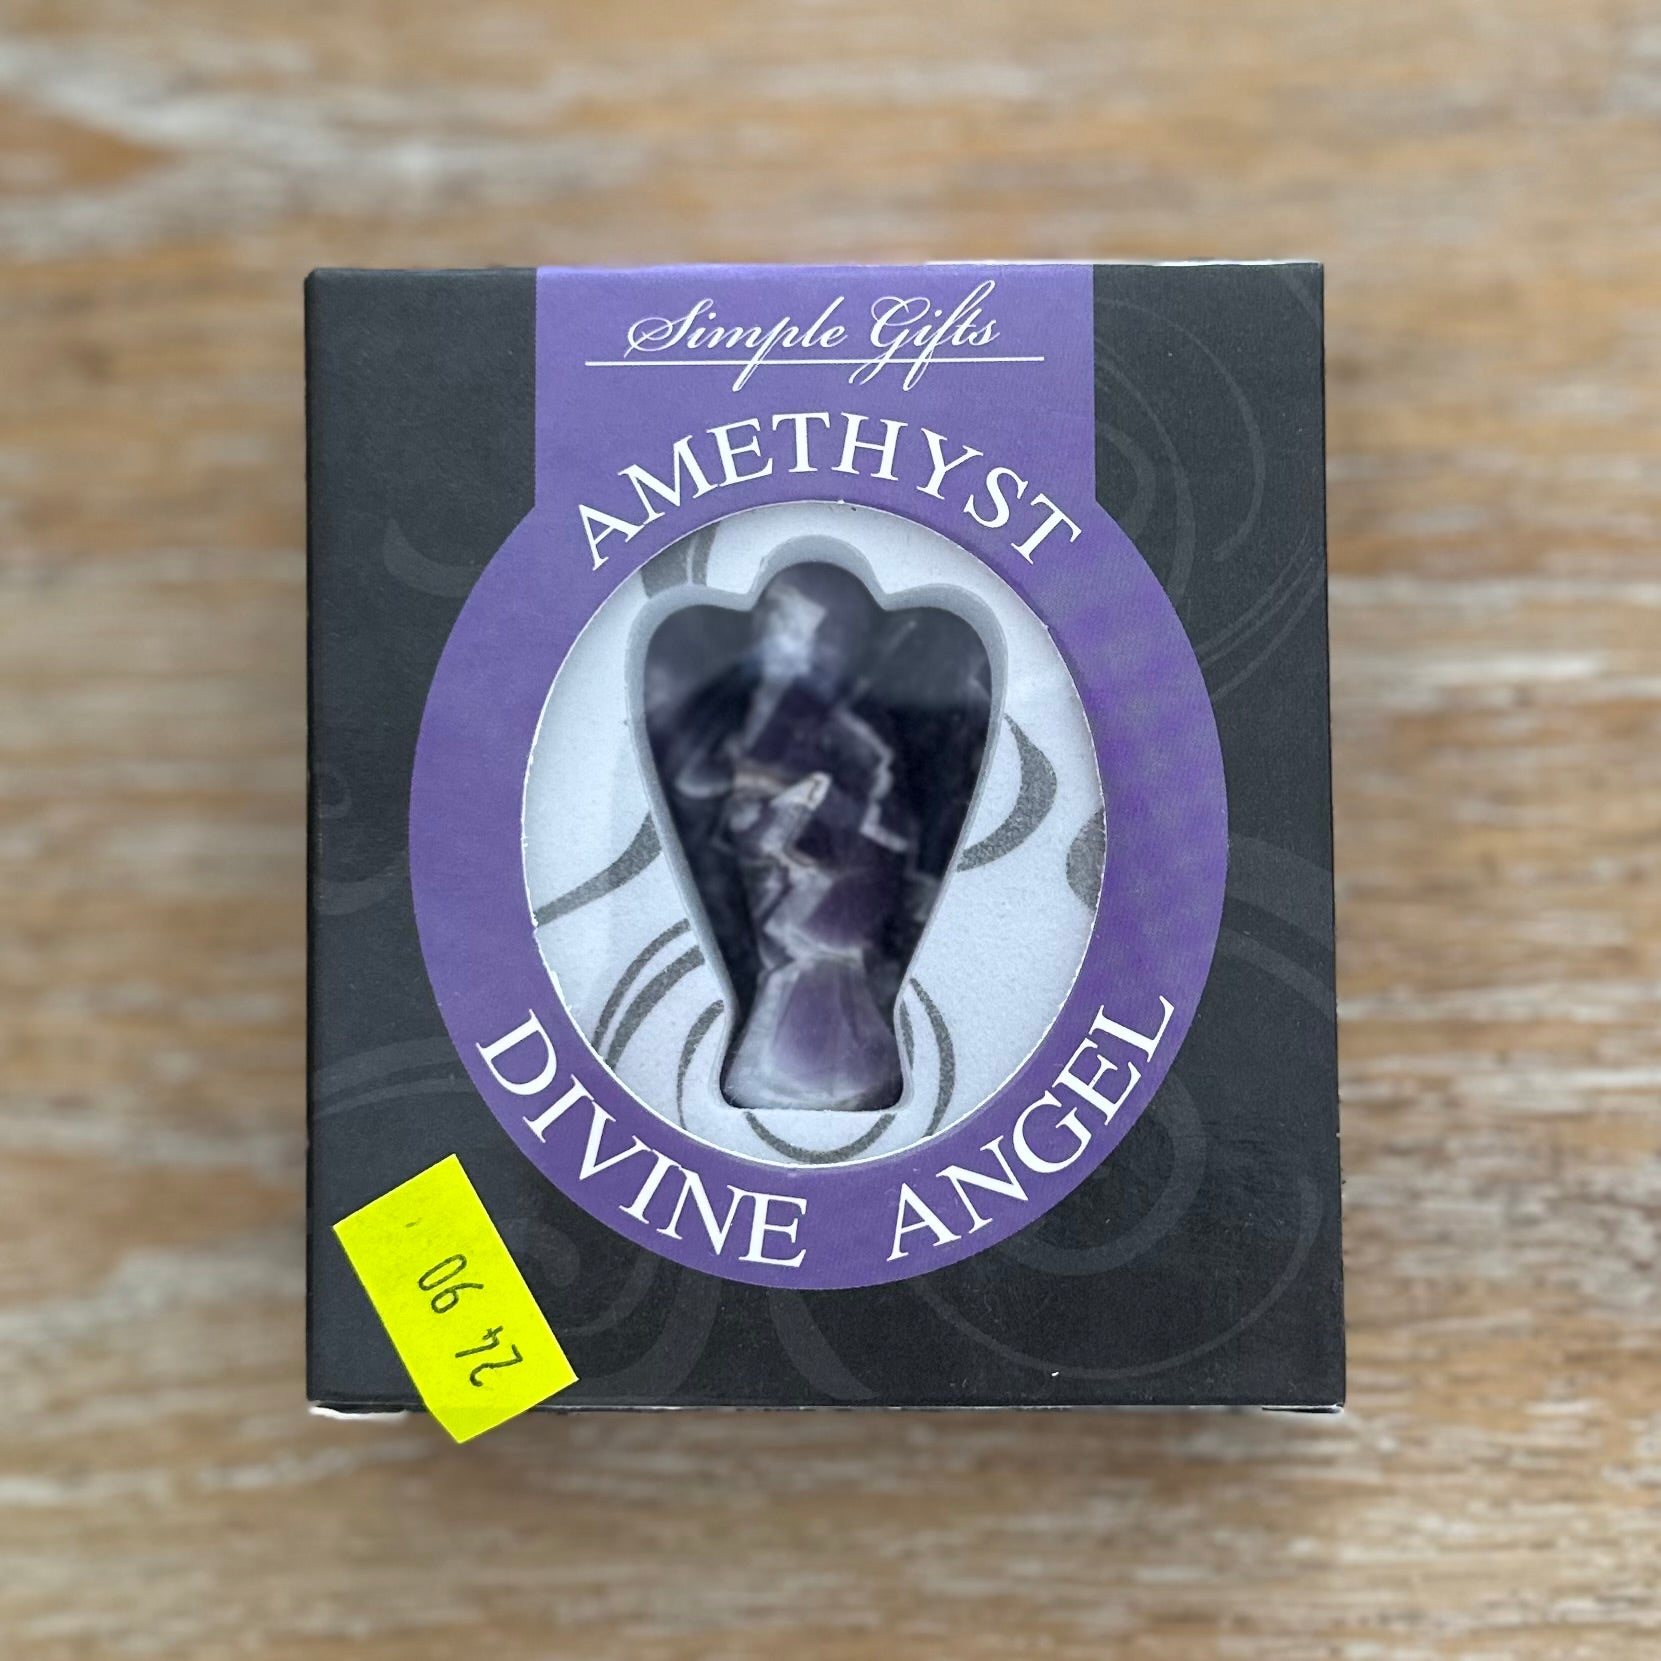 Simple Gifts
AMETHYST
DIVINE ANGEL
24 90